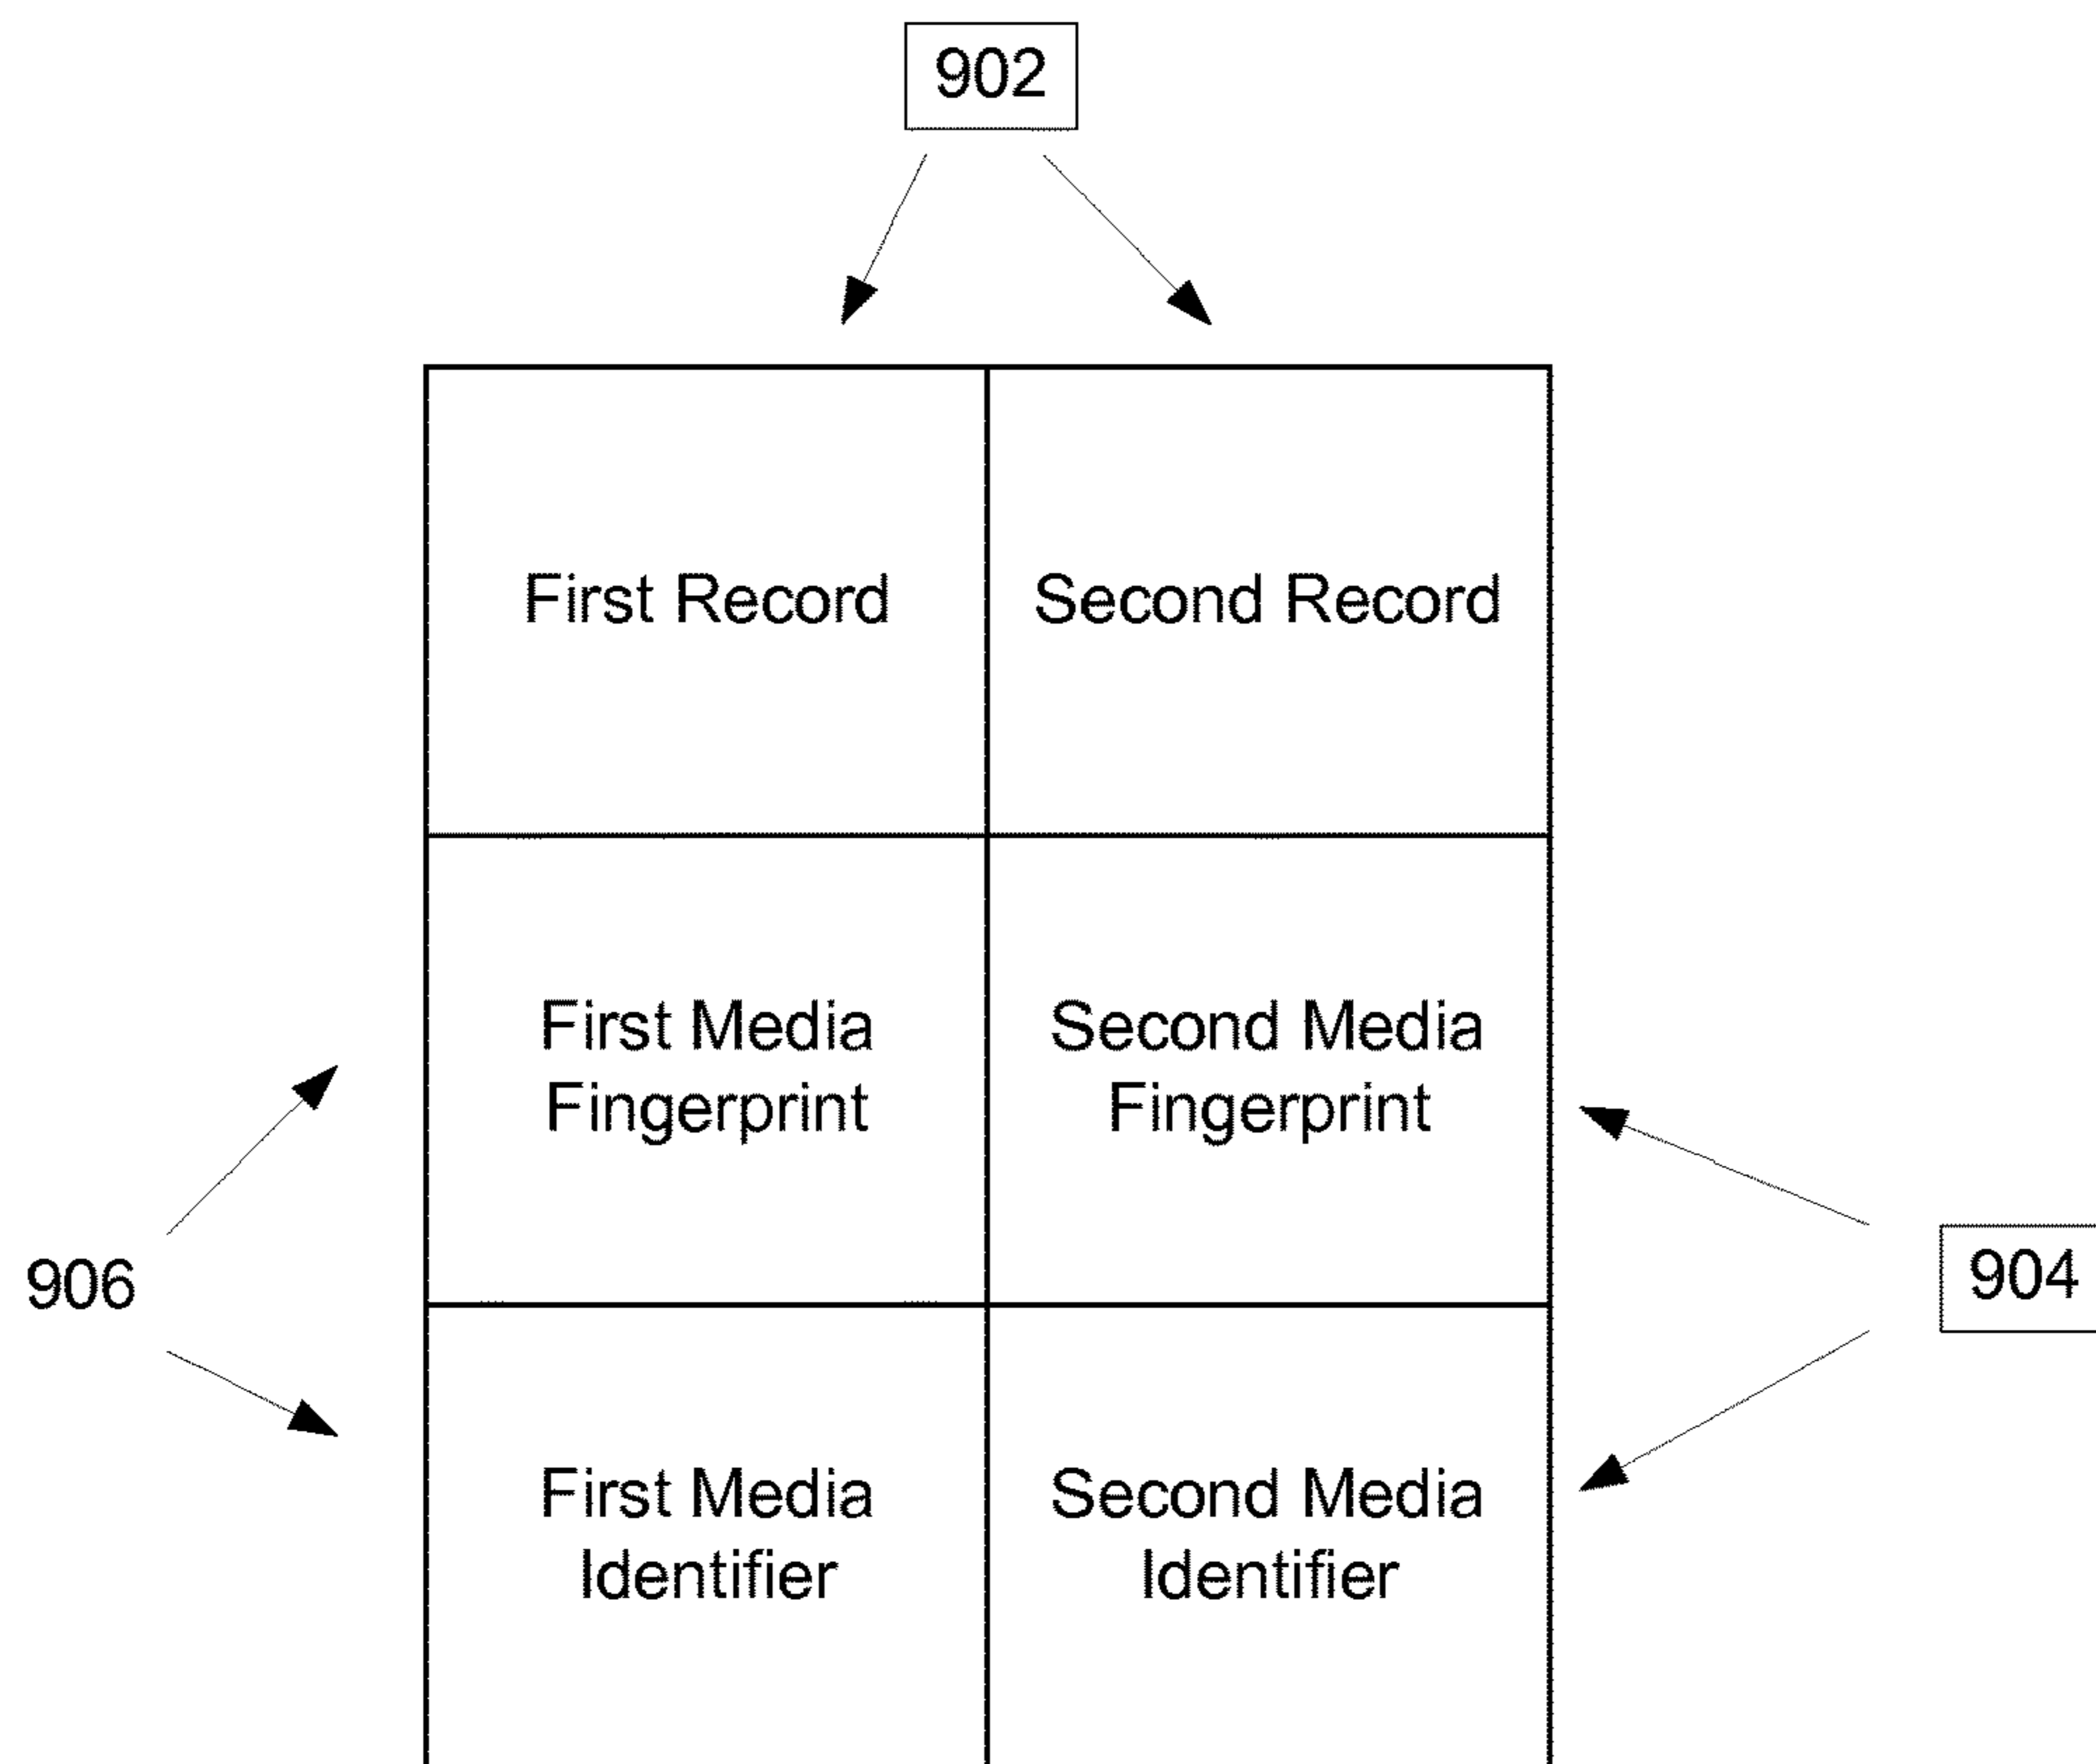 902
First Record
Second Record
First Media
Fingerprint
Second Media
Fingerprint
906
904
First Media
Identifier
Second Media
Identifier